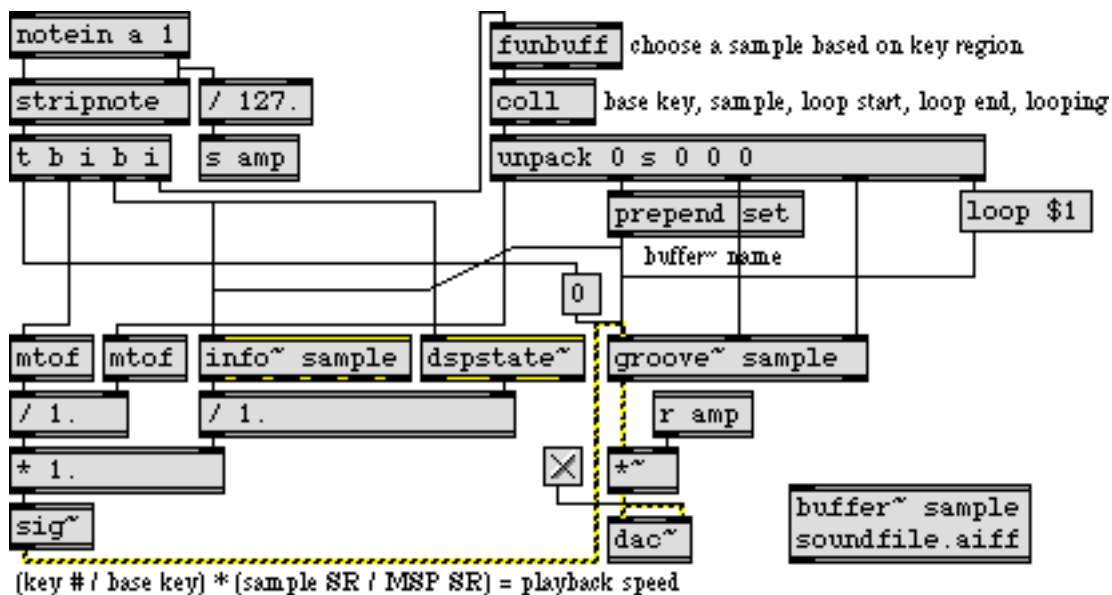 notein a 1
funbuff choose a sample based on key region
stripnote / 127. coll base key, sample, loop start, loop end, looping
t b i b i s amp unpack 0 s 0 0 0
prepend set loop $1
buffer~ name
0
mtof mtof info~ sample dspstate~ groove~ sample
/ 1. / 1. r amp
* 1. *~
sig~ dac~ buffer~ sample
soundfile.aiff
(key # / base key) * (sample SR / MSP SR) = playback speed